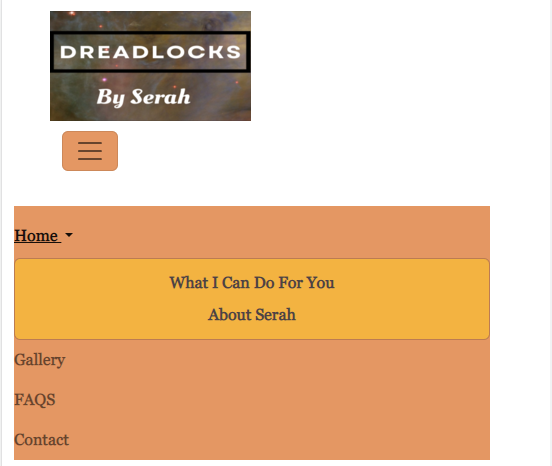 DREADLOCKS
By Serah
Home
What I Can Do For You
About Serah
Gallery
FAQS
Contact